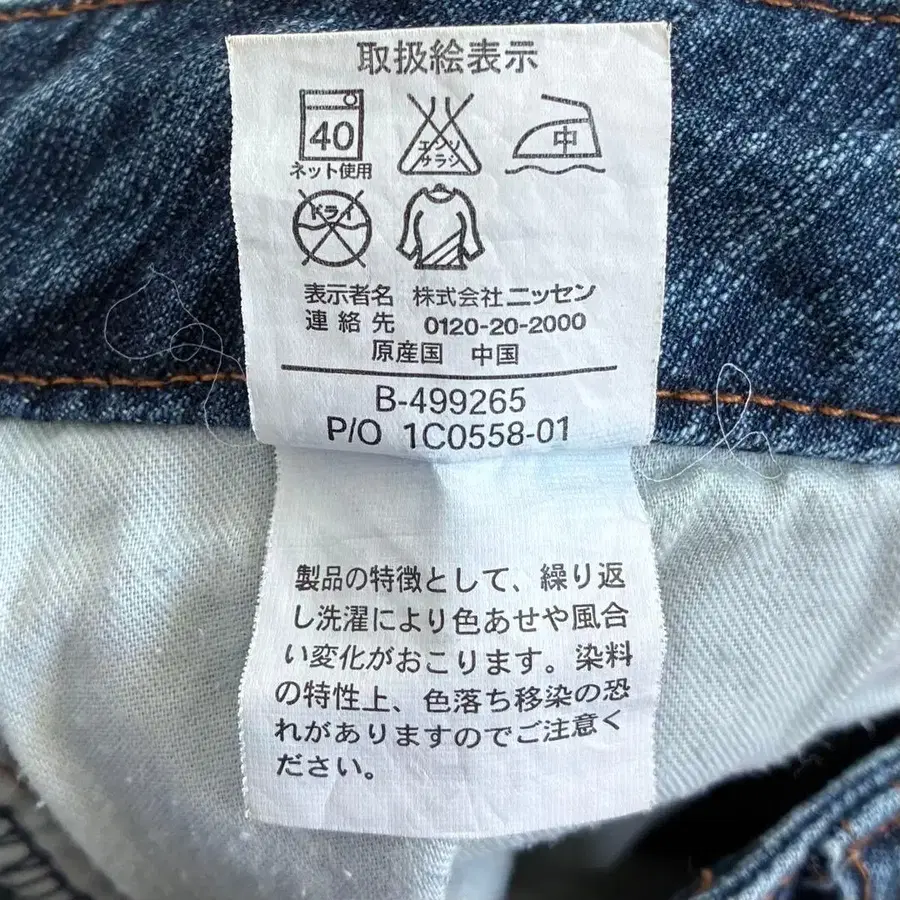 取扱絵表示
40
ネット使用
エンソ
サラシ
中
ドライ
表示者名 株式会社ニッセン
連絡先 0120-20-2000
原産国 中国
B-499265
P/O 1C0558-01
製品の特徴として、繰り返
し洗濯により色あせや風合
い変化がおこります。染料
の特性上、色落ち移染の恐
れがありますのでご注意く
ださい。